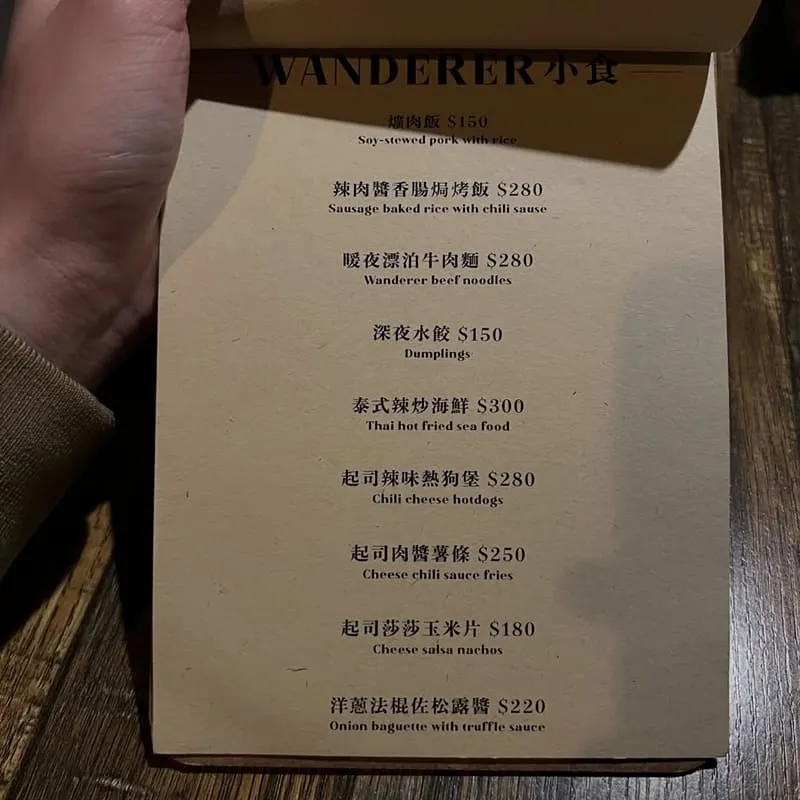 WANDERER小食
爌肉飯 $150
Soy-stewed pork with rice
辣肉醬香腸焗烤飯 $280
Sausage baked rice with chili sause
暖夜漂泊牛肉麵 $280
Wanderer beef noodles
深夜水餃 $150
Dumplings
泰式辣炒海鮮 $300
Thai hot fried sea food
起司辣味熱狗堡 $280
Chili cheese hotdogs
起司肉醬薯條 $250
Cheese chili sauce fries
起司莎莎玉米片 $180
Cheese salsa nachos
洋蔥法棍佐松露醬 $220
Onion baguette with truffle sauce